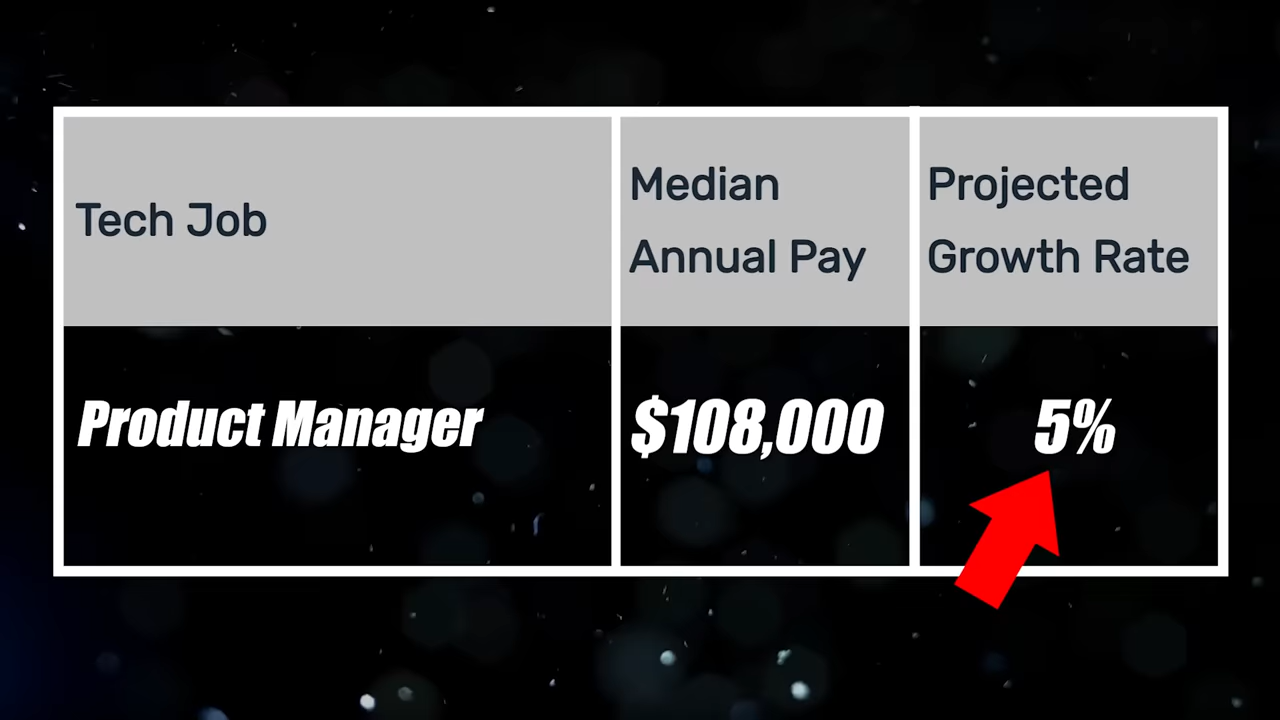 Tech Job
Median
Annual Pay
Projected
Growth Rate
Product Manager
$108,000
5%